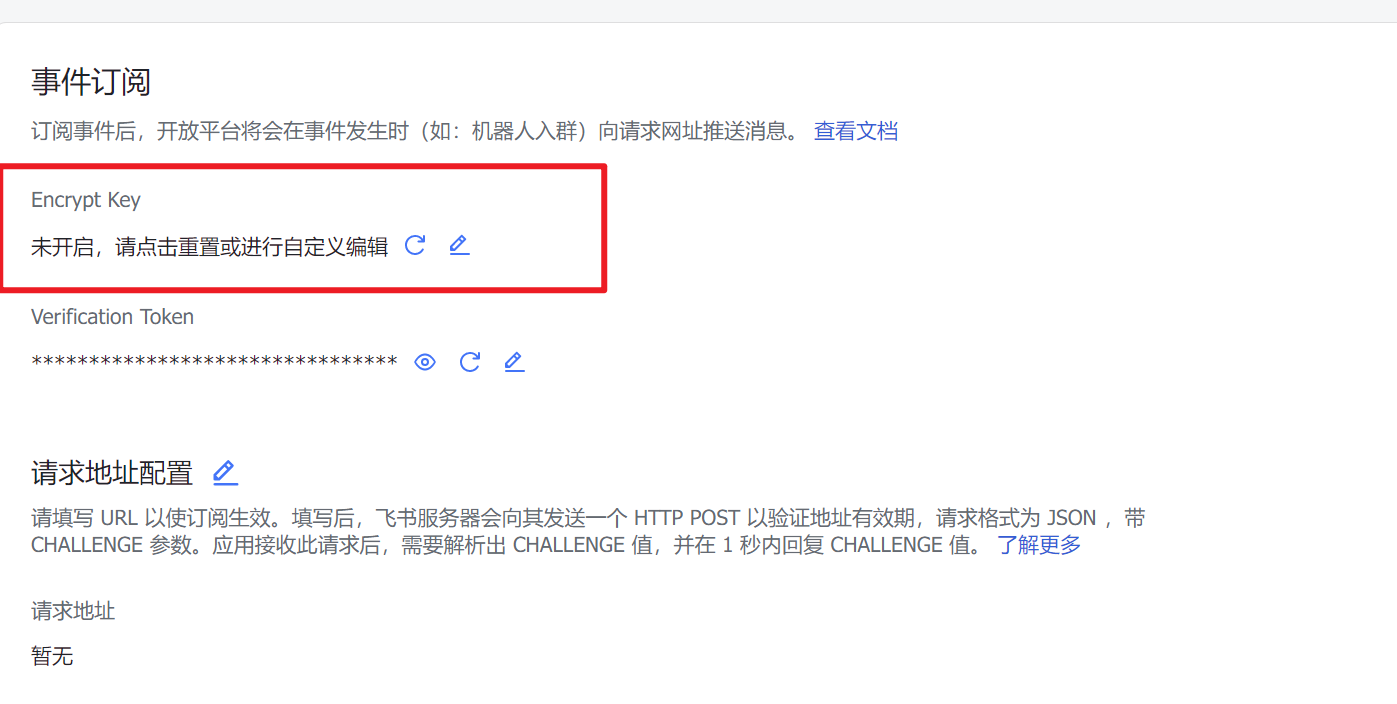 事件订阅
订阅事件后，开放平台将会在事件发生时（如：机器人入群）向请求网址推送消息。 查看文档
Encrypt Key
未开启，请点击重置或进行自定义编辑
Verification Token
********************************
请求地址配置
请填写 URL 以使订阅生效。填写后，飞书服务器会向其发送一个 HTTP POST 以验证地址有效期，请求格式为 JSON ，带
CHALLENGE 参数。应用接收此请求后，需要解析出 CHALLENGE 值，并在 1 秒内回复 CHALLENGE 值。 了解更多
请求地址
暂无